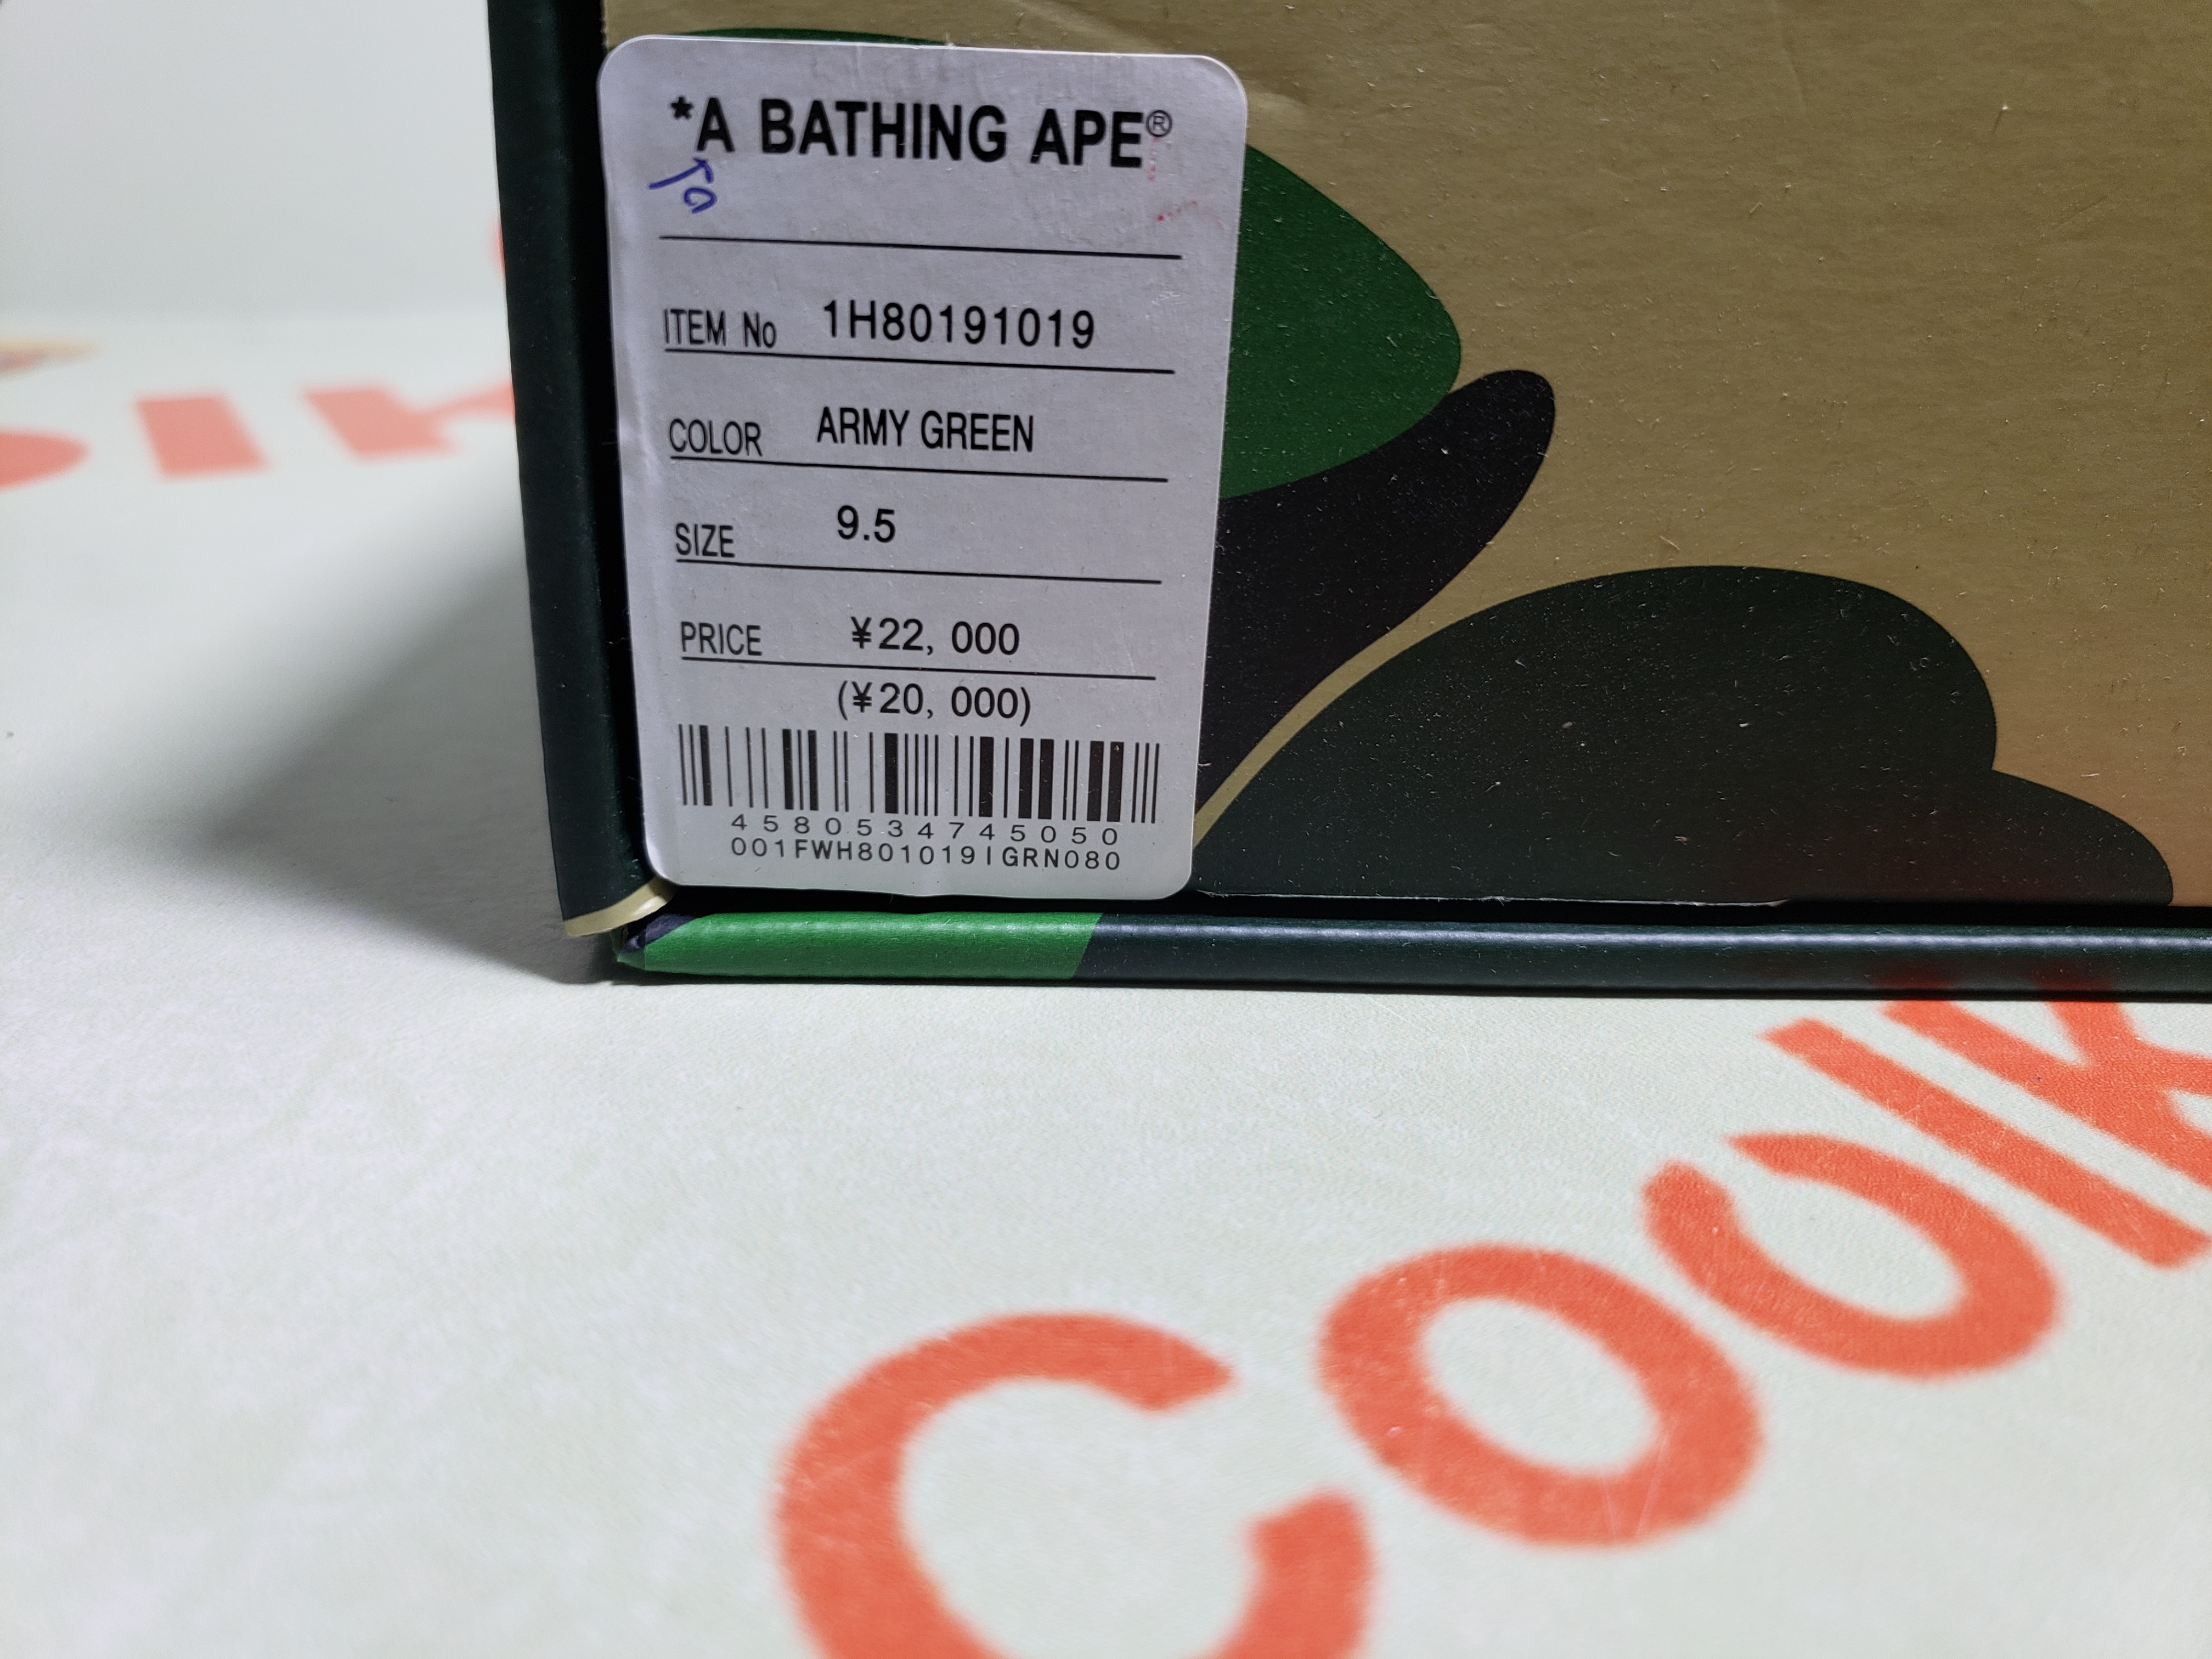 *A BATHING APE®
ITEM No 1H80191019
COLOR ARMY GREEN
SIZE 9.5
PRICE ¥22, 000
(¥20, 000)
4580534745050
001FWH801019IGRN080